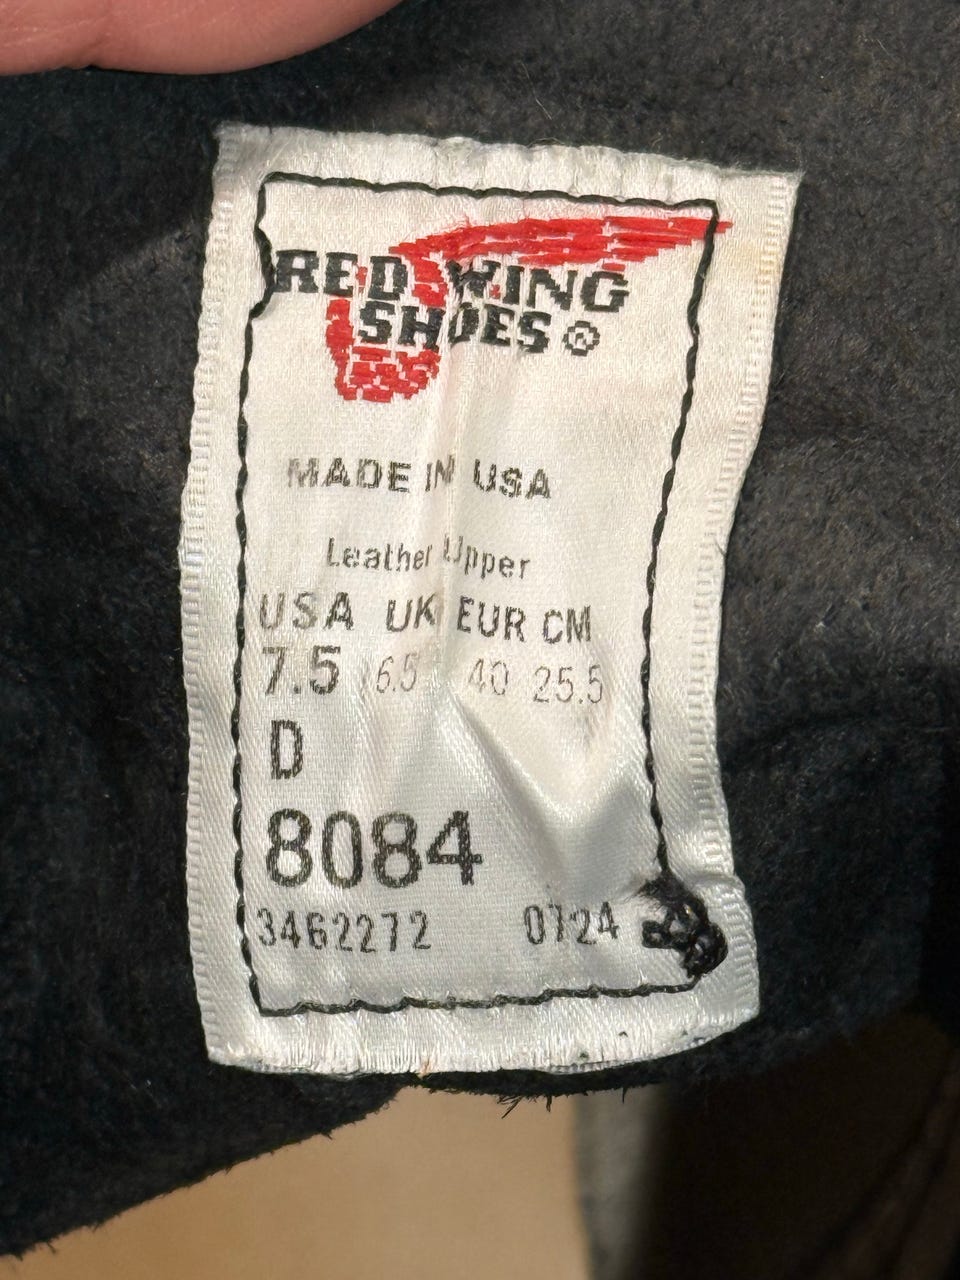 RED WING
SHOES ®
MADE IN USA
Leather Upper
USA UK EUR CM
7.5 6.5 40 25.5
D
8084
3462272 0724